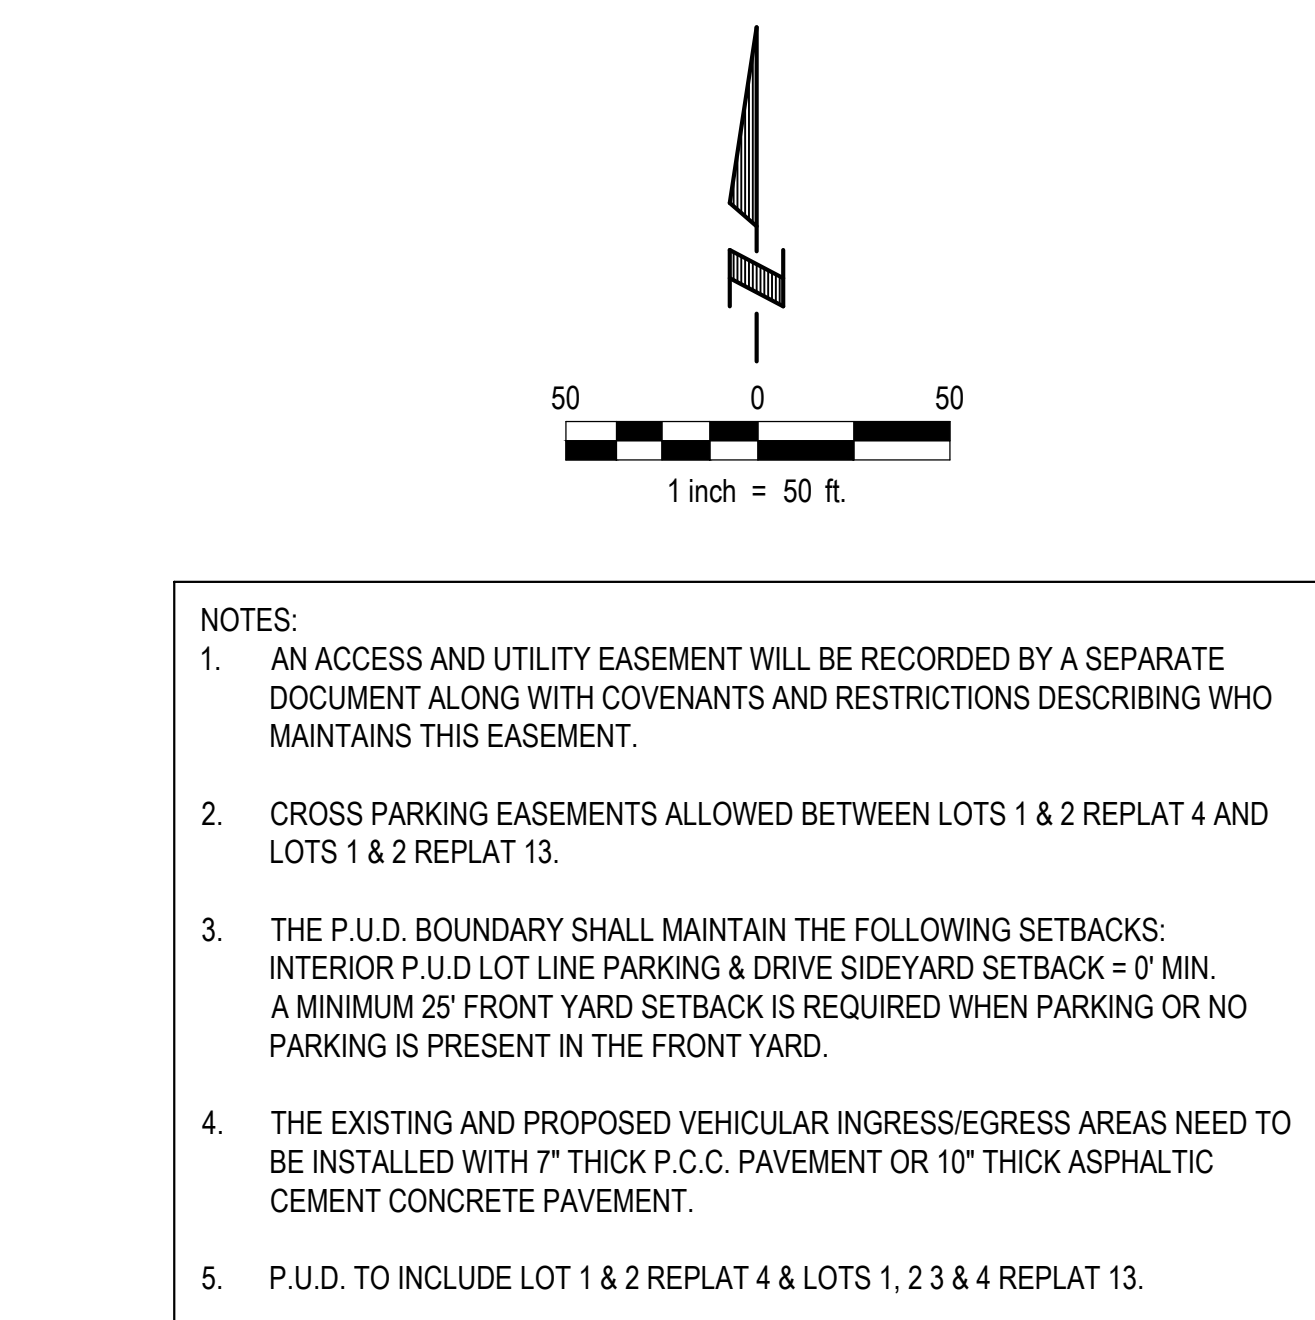 N
50 0 50
1 inch = 50 ft.
NOTES:
1. AN ACCESS AND UTILITY EASEMENT WILL BE RECORDED BY A SEPARATE
DOCUMENT ALONG WITH COVENANTS AND RESTRICTIONS DESCRIBING WHO
MAINTAINS THIS EASEMENT.
2. CROSS PARKING EASEMENTS ALLOWED BETWEEN LOTS 1 & 2 REPLAT 4 AND
LOTS 1 & 2 REPLAT 13.
3. THE P.U.D. BOUNDARY SHALL MAINTAIN THE FOLLOWING SETBACKS:
INTERIOR P.U.D LOT LINE PARKING & DRIVE SIDEYARD SETBACK = 0' MIN.
A MINIMUM 25' FRONT YARD SETBACK IS REQUIRED WHEN PARKING OR NO
PARKING IS PRESENT IN THE FRONT YARD.
4. THE EXISTING AND PROPOSED VEHICULAR INGRESS/EGRESS AREAS NEED TO
BE INSTALLED WITH 7" THICK P.C.C. PAVEMENT OR 10" THICK ASPHALTIC
CEMENT CONCRETE PAVEMENT.
5. P.U.D. TO INCLUDE LOT 1 & 2 REPLAT 4 & LOTS 1, 2 3 & 4 REPLAT 13.